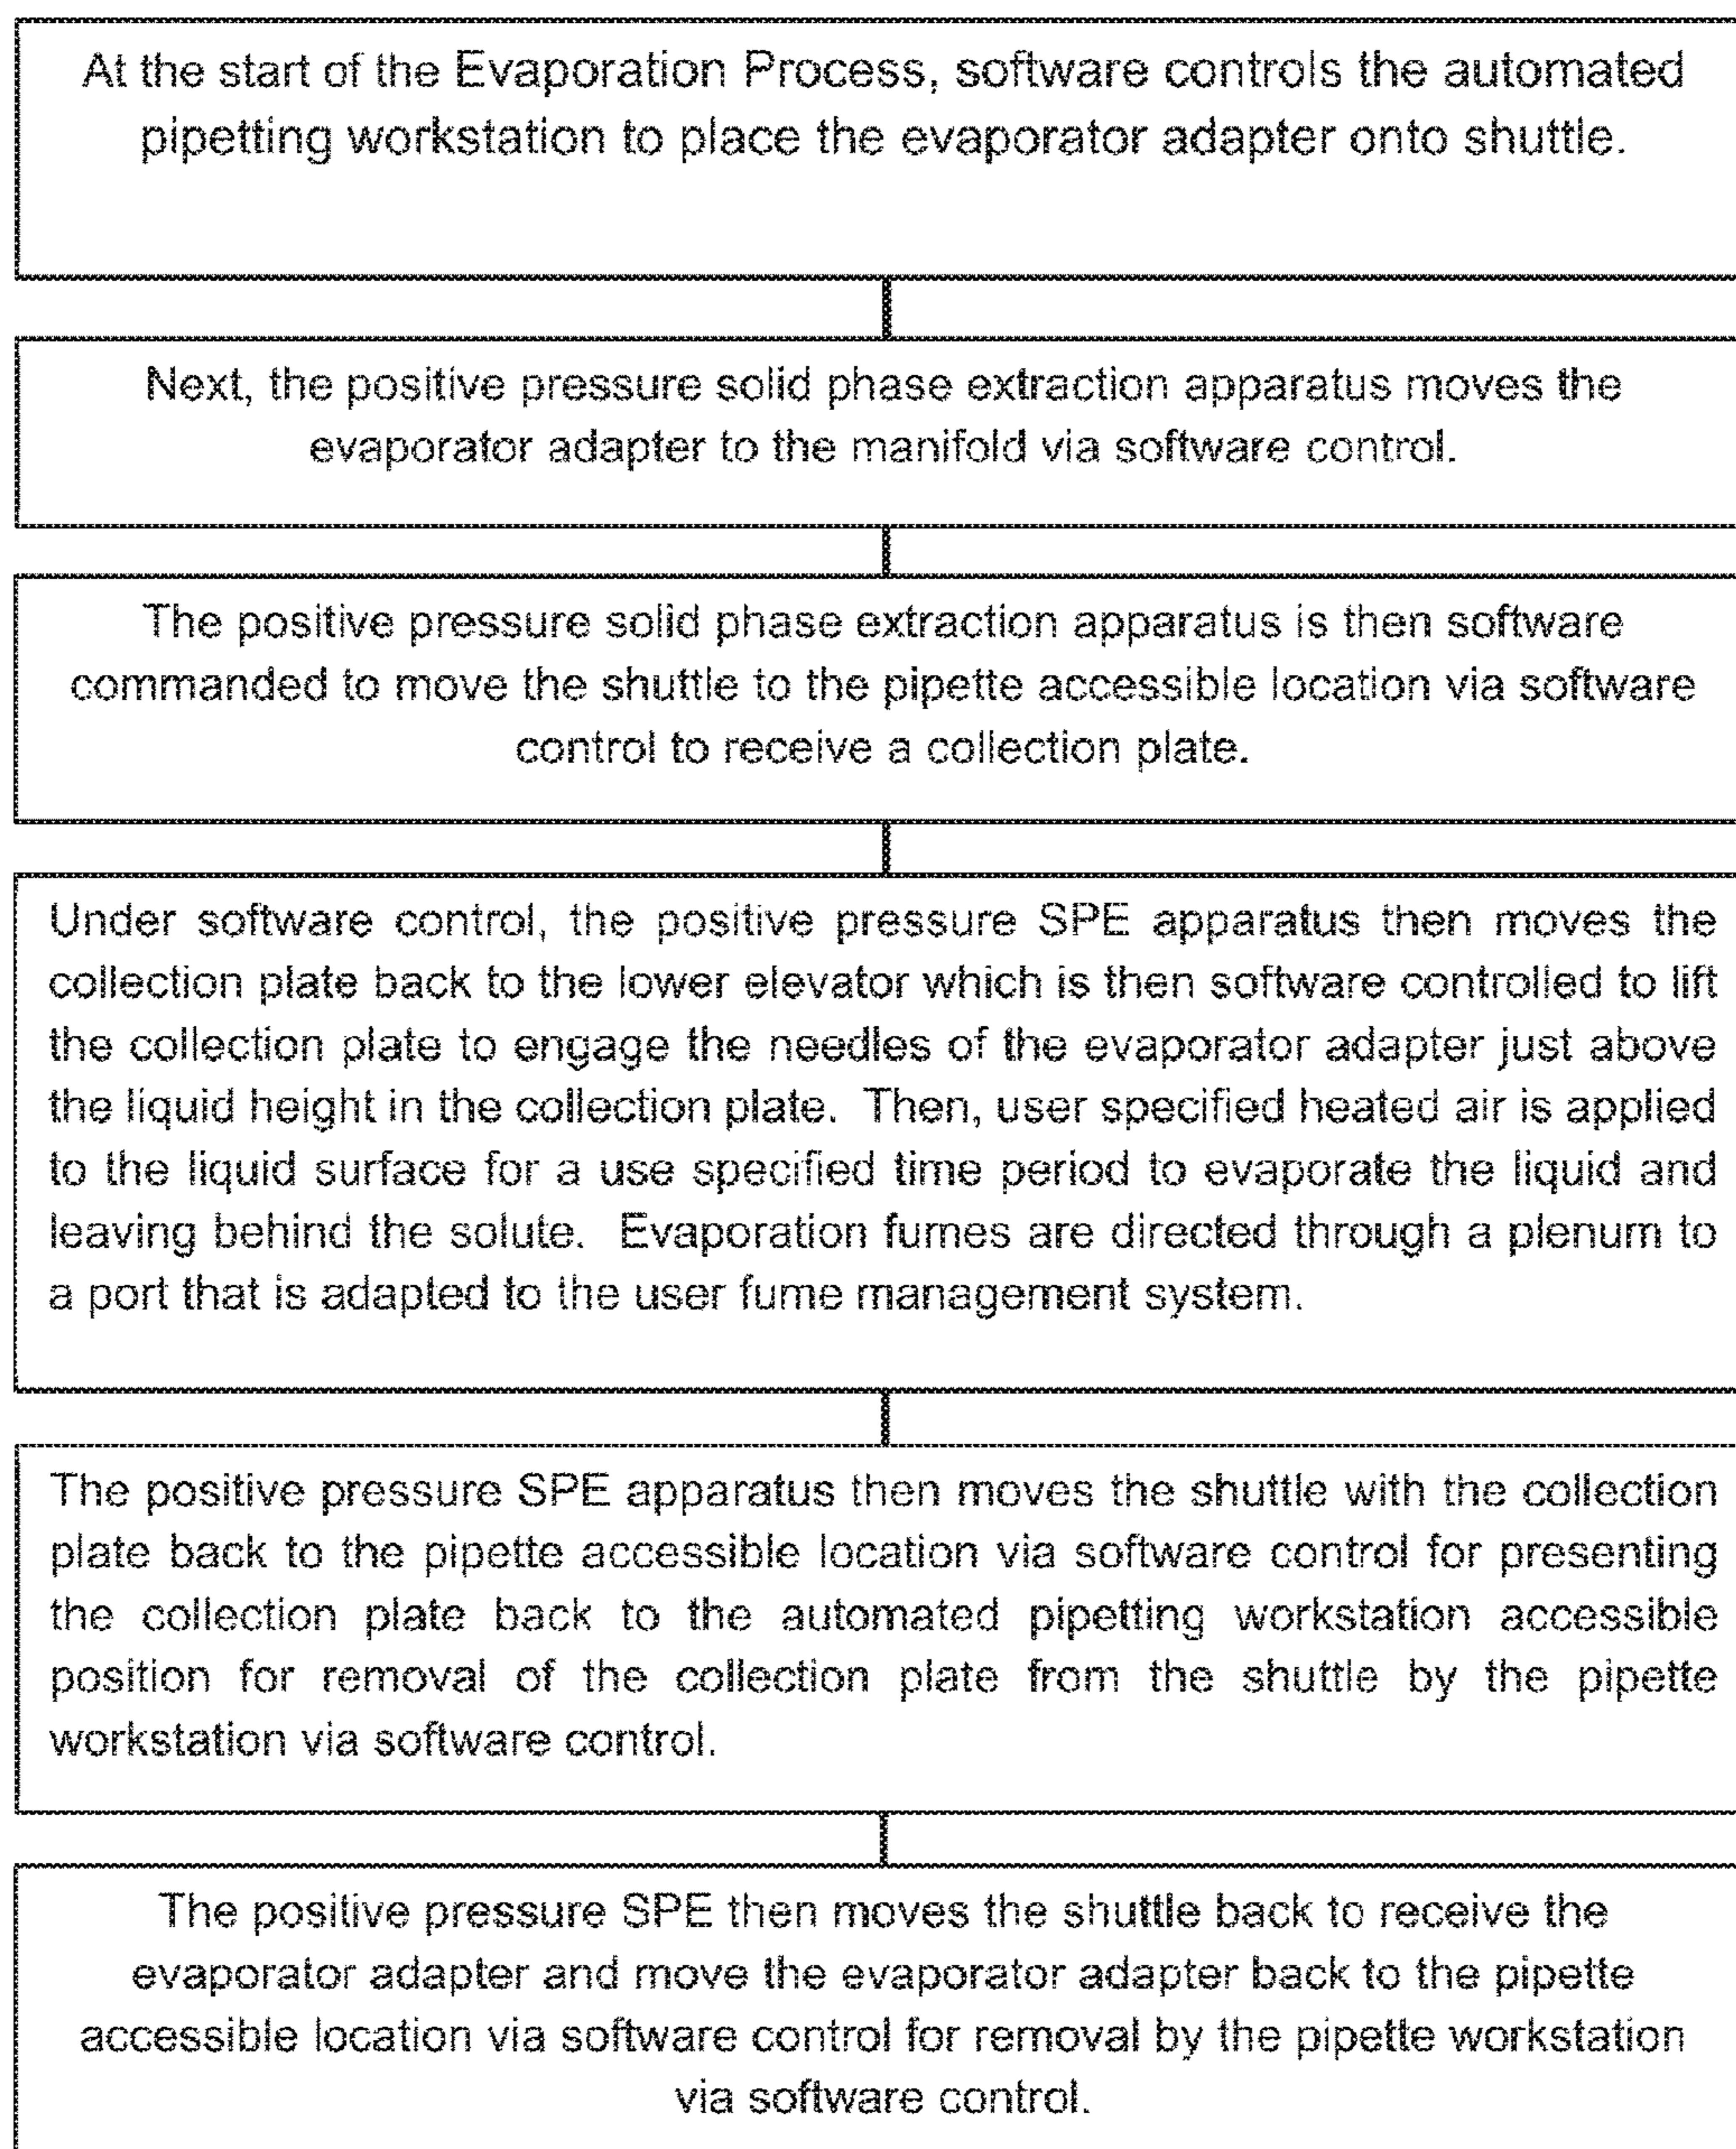 At the start of the Evaporation Process, software controls the automated
pipetting workstation to place the evaporator adapter onto shuttle.
Next, the positive pressure solid phase extraction apparatus moves the
evaporator adapter to the manifold via software control.
The positive pressure solid phase extraction apparatus is then software
commanded to move the shuttle to the pipette accessible location via software
control to receive a collection plate.
Under software control, the positive pressure SPE apparatus then moves the
collection plate back to the lower elevator which is then software controlled to lift
the collection plate to engage the needles of the evaporator adapter just above
the liquid height in the collection plate. Then, user specified heated air is applied
to the liquid surface for a use specified time period to evaporate the liquid and
leaving behind the solute. Evaporation fumes are directed through a plenum to
a port that is adapted to the user fume management system.
The positive pressure SPE apparatus then moves the shuttle with the collection
plate back to the pipette accessible location via software control for presenting
the collection plate back to the automated pipetting workstation accessible
position for removal of the collection plate from the shuttle by the pipette
workstation via software control.
The positive pressure SPE then moves the shuttle back to receive the
evaporator adapter and move the evaporator adapter back to the pipette
accessible location via software control for removal by the pipette workstation
via software control.